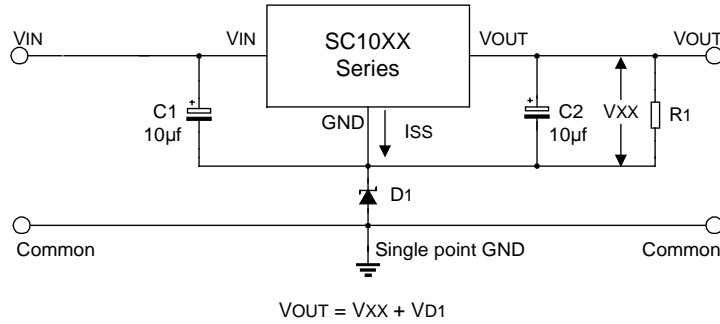 VIN
VIN
SC10XX
Series
VOUT
VOUT
C1
10µf
GND
ISS
C2
10µf
VXX
R1
D1
Common
Single point GND
Common
VOUT = VXX + VD1